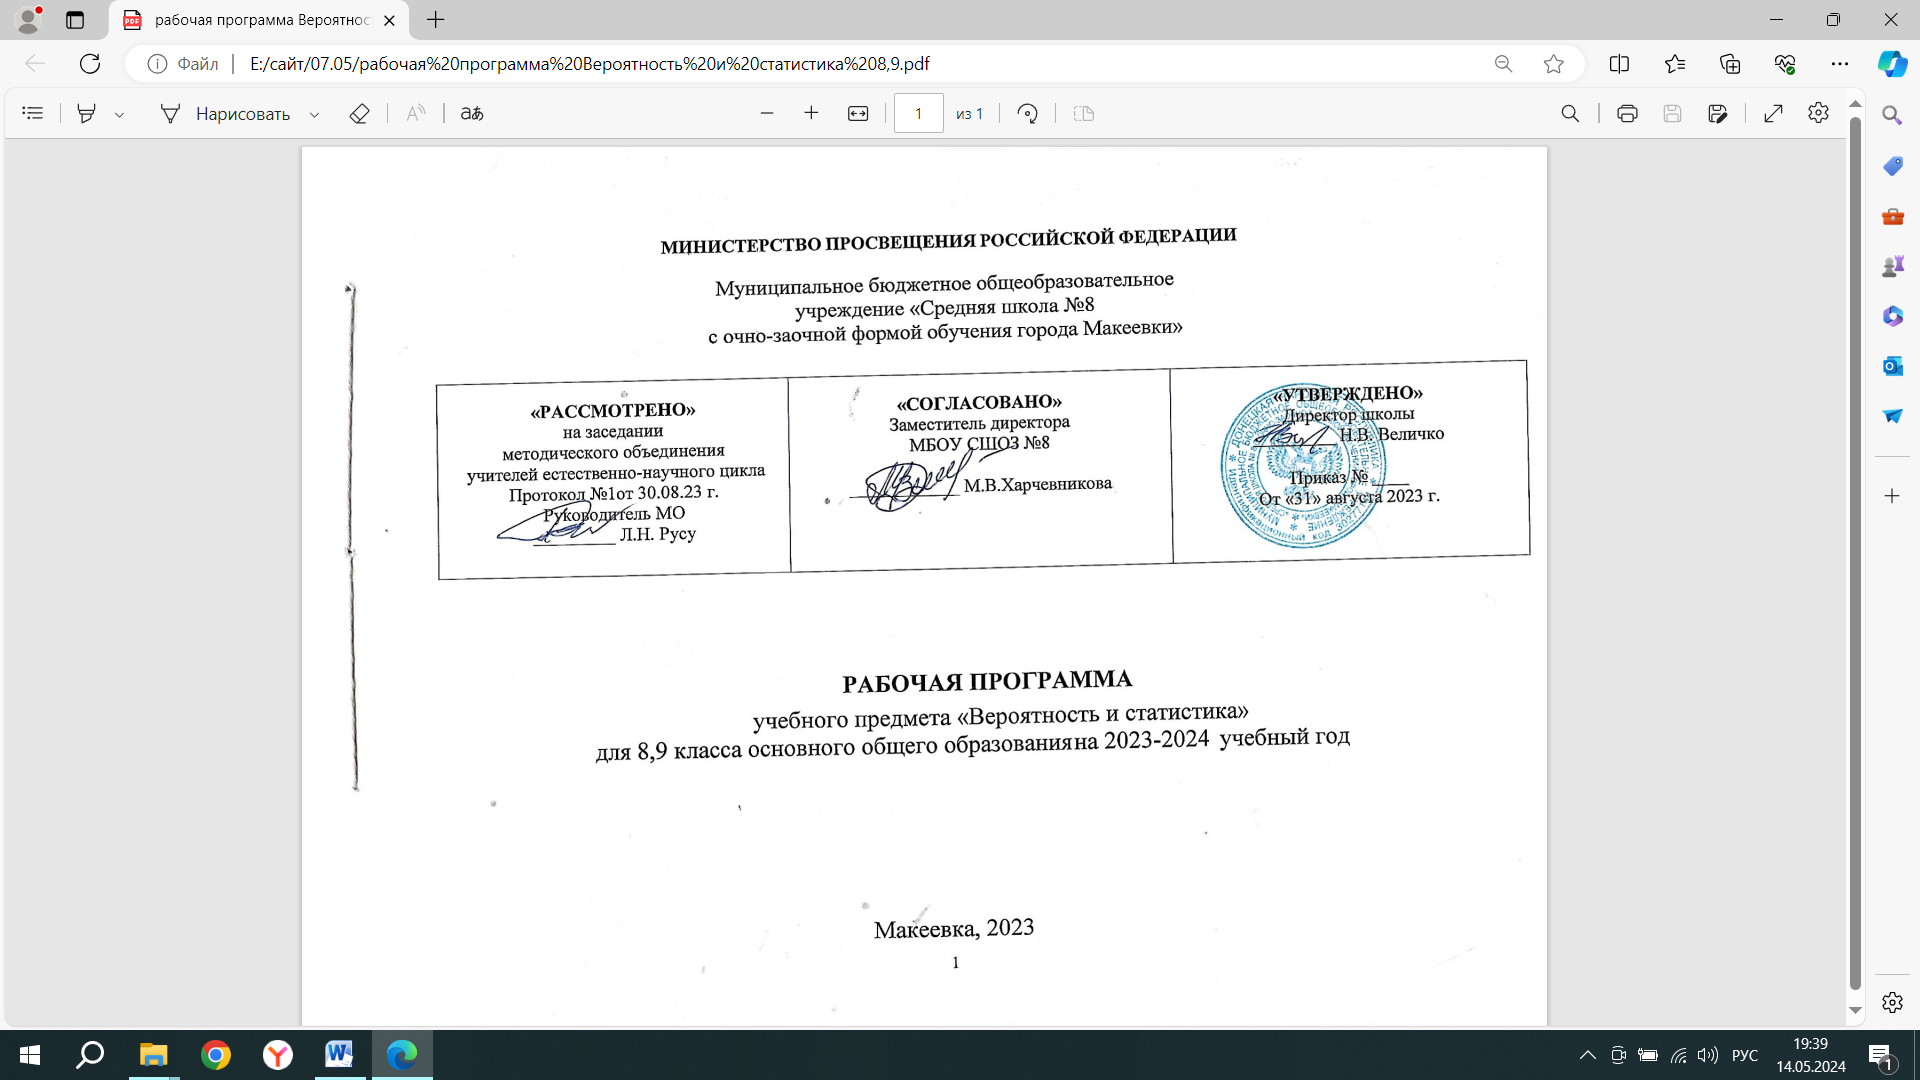 рабочая программа Вероятнос
Файл
E:/сайт/07.05/рабочая%20программа%20Вероятность%20и%20статистика%208,9.pdf
Нарисовать
1
из 1
МИНИСТЕРСТВО ПРОСВЕЩЕНИЯ РОССИЙСКОЙ ФЕДЕРАЦИИ
Муниципальное бюджетное общеобразовательное
учреждение «Средняя школа №8
с очно-заочной формой обучения города Макеевки»
«РАССМОТРЕНО»
на заседании
методического объединения
учителей естественно-научного цикла
Протокол №1от 30.08.23 г.
Руководитель МО
Л.Н. Русу
«СОГЛАСОВАНО»
Заместитель директора
МБОУ СШОЗ №8
М.В.Харчевникова
«УТВЕРЖДЕНО»
Директор школы
Н.В. Величко
Приказ № ____
От «31» августа 2023 г.
РАБОЧАЯ ПРОГРАММА
учебного предмета «Вероятность и статистика»
для 8,9 класса основного общего образования на 2023-2024 учебный год
Макеевка, 2023
1
РУС
19:39
14.05.2024
1